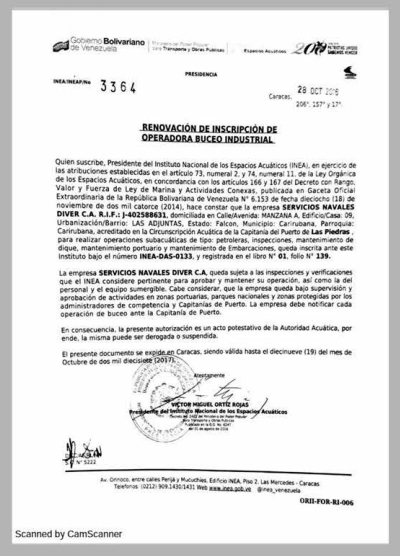 Gobierno Bolivariano
de Venezuela
Ministerio del Poder Popular
para Transporte y Obras Públicas
Espacios Acuáticos
200
PRESIDENCIA
INEA/INEAP/No
3364
28 OCT 2016
Caracas,
206°, 157° y 17°.
RENOVACIÓN DE INSCRIPCIÓN DE
OPERADORA BUCEO INDUSTRIAL
Quien suscribe, Presidente del Instituto Nacional de los Espacios Acuáticos (INEA), en ejercicio de
las atribuciones establecidas en el artículo 73, numeral 2, y 74, numeral 11, de la Ley Orgánica
de los Espacios Acuáticos, en concordancia con los artículos 166 y 167 del Decreto con Rango,
Valor y Fuerza de Ley de Marina y Actividades Conexas, publicada en Gaceta Oficial
Extraordinaria de la República Bolivariana de Venezuela N° 6.153 de fecha dieciocho (18) de
noviembre de dos mil catorce (2014), hace constar que la empresa SERVICIOS NAVALES
DIVER C.A. R.I.F.: J-402588631, domiciliada en Calle/Avenida: MANZANA A, Edificio/Casa: 09,
Urbanización/Barrio: LAS ADJUNTAS, Estado: Falcon, Municipio: Carirubana, Parroquia:
Carirubana, acreditado en la Circunscripción Acuática de la Capitanía de Puerto de Las Piedras,
para realizar operaciones subacuáticas de tipo: petroleras, inspecciones, mantenimiento de
dique, mantenimiento portuario y mantenimiento de Embarcaciones, queda inscrita ante este
Instituto bajo el número INEA-DAS-0133, y registrada en el libro N° 01, folio N° 139.
La empresa SERVICIOS NAVALES DIVER C.A, queda sujeta a las inspecciones y verificaciones
que el INEA considere pertinente para aprobar y mantener su operación, así como la del
personal y el equipo sumergible. Cabe considerar, que la empresa queda bajo supervisión y
aprobación de actividades en zonas portuarias, parques nacionales y zonas protegidas por los
administradores de competencia y Capitanías de Puerto. La empresa debe notificar cada
operación de buceo ante la Capitanía de Puerto.
En consecuencia, la presente autorización es un acto potestativo de la Autoridad Acuática, por
ende, la misma puede ser derogada o suspendida.
El presente documento se expide en Caracas, siendo válida hasta el diecinueve (19) del mes de
Octubre de dos mil diecisiete (2017).
Atentamente
VICTOR MIGUEL ORTÍZ ROJAS
Presidente del Instituto Nacional de los Espacios Acuáticos
N° 5222
Av. Orinoco, entre calles Perijá y Mucuchíes, Edificio INEA, Piso 2, Las Mercedes - Caracas
Teléfonos (0212) 909.1430/1431 Web www.inea.gob.ve @inea_venezuela
ORII-FOR-RI-006
Scanned by CamScanner